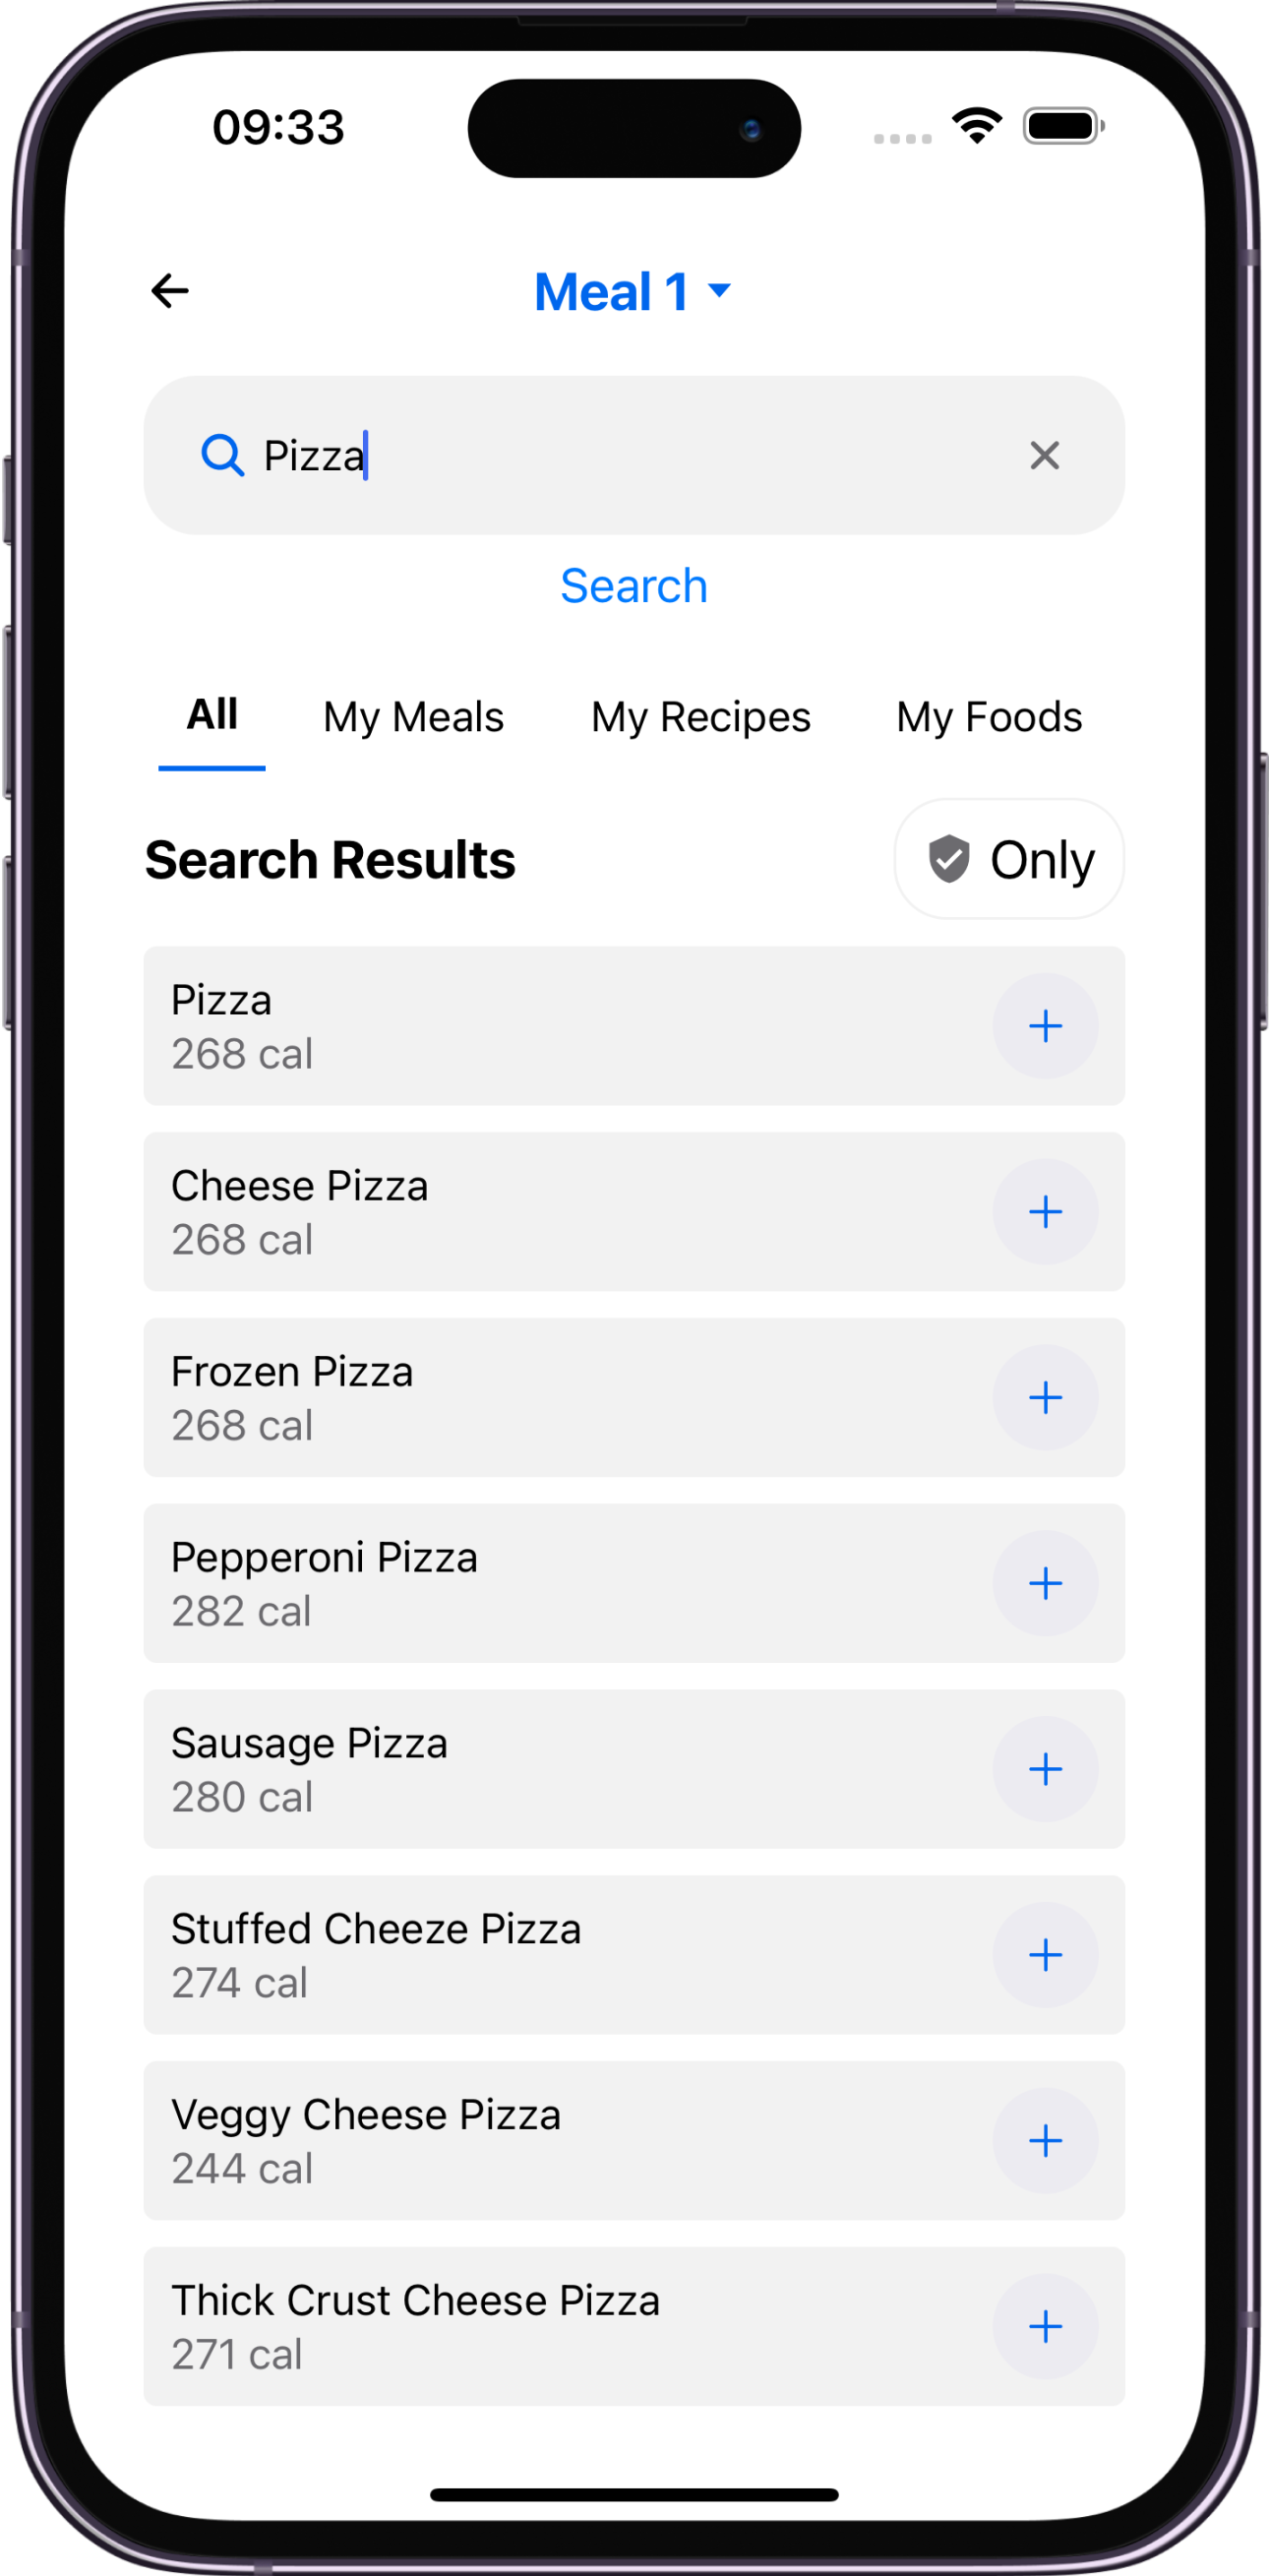 09:33
Meal 1
Pizza
Search
All My Meals My Recipes My Foods
Search Results Only
Pizza
268 cal
Cheese Pizza
268 cal
Frozen Pizza
268 cal
Pepperoni Pizza
282 cal
Sausage Pizza
280 cal
Stuffed Cheeze Pizza
274 cal
Veggy Cheese Pizza
244 cal
Thick Crust Cheese Pizza
271 cal